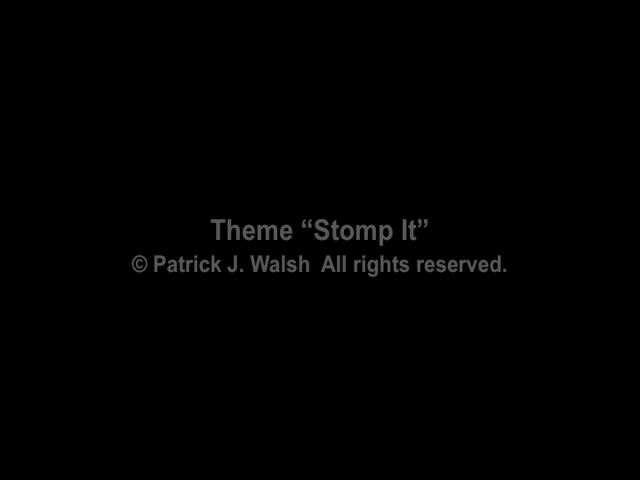 Theme “Stomp It”
© Patrick J. Walsh  All rights reserved.